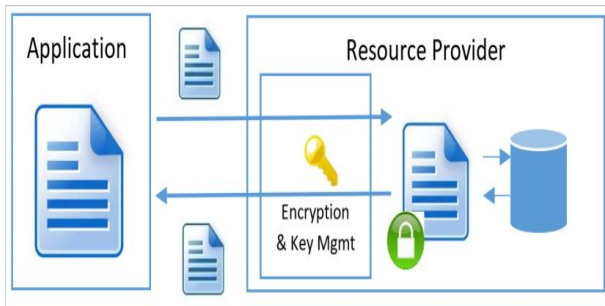 Application
Resource Provider
Encryption
& Key Mgmt